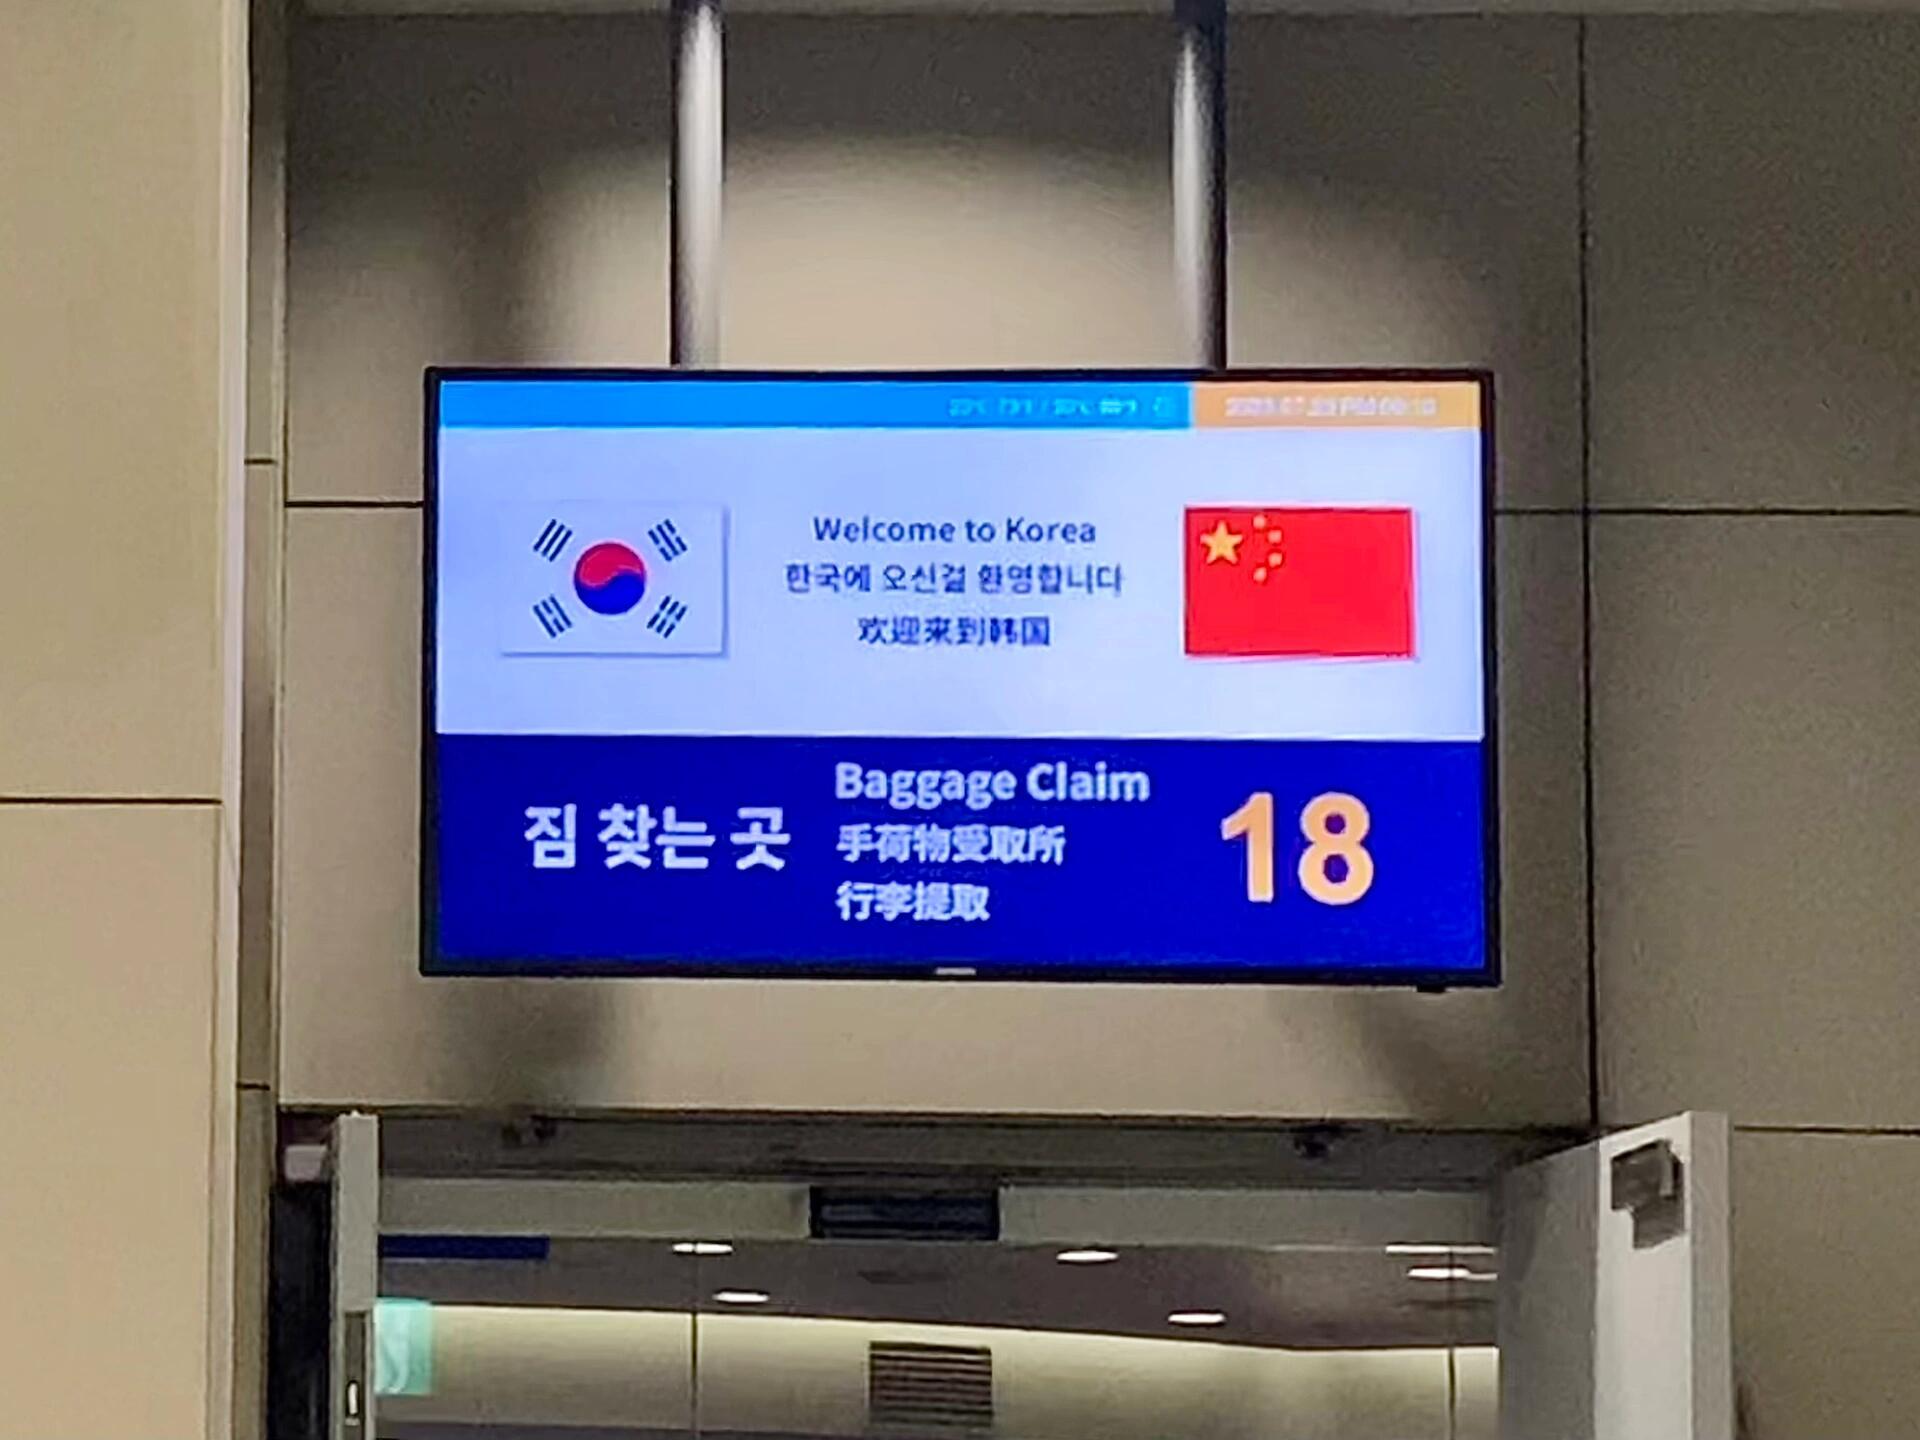 Welcome to Korea
한국에 오신걸 환영합니다
欢迎来到韩国
짐 찾는 곳
Baggage Claim
手荷物受取所
行李提取
18